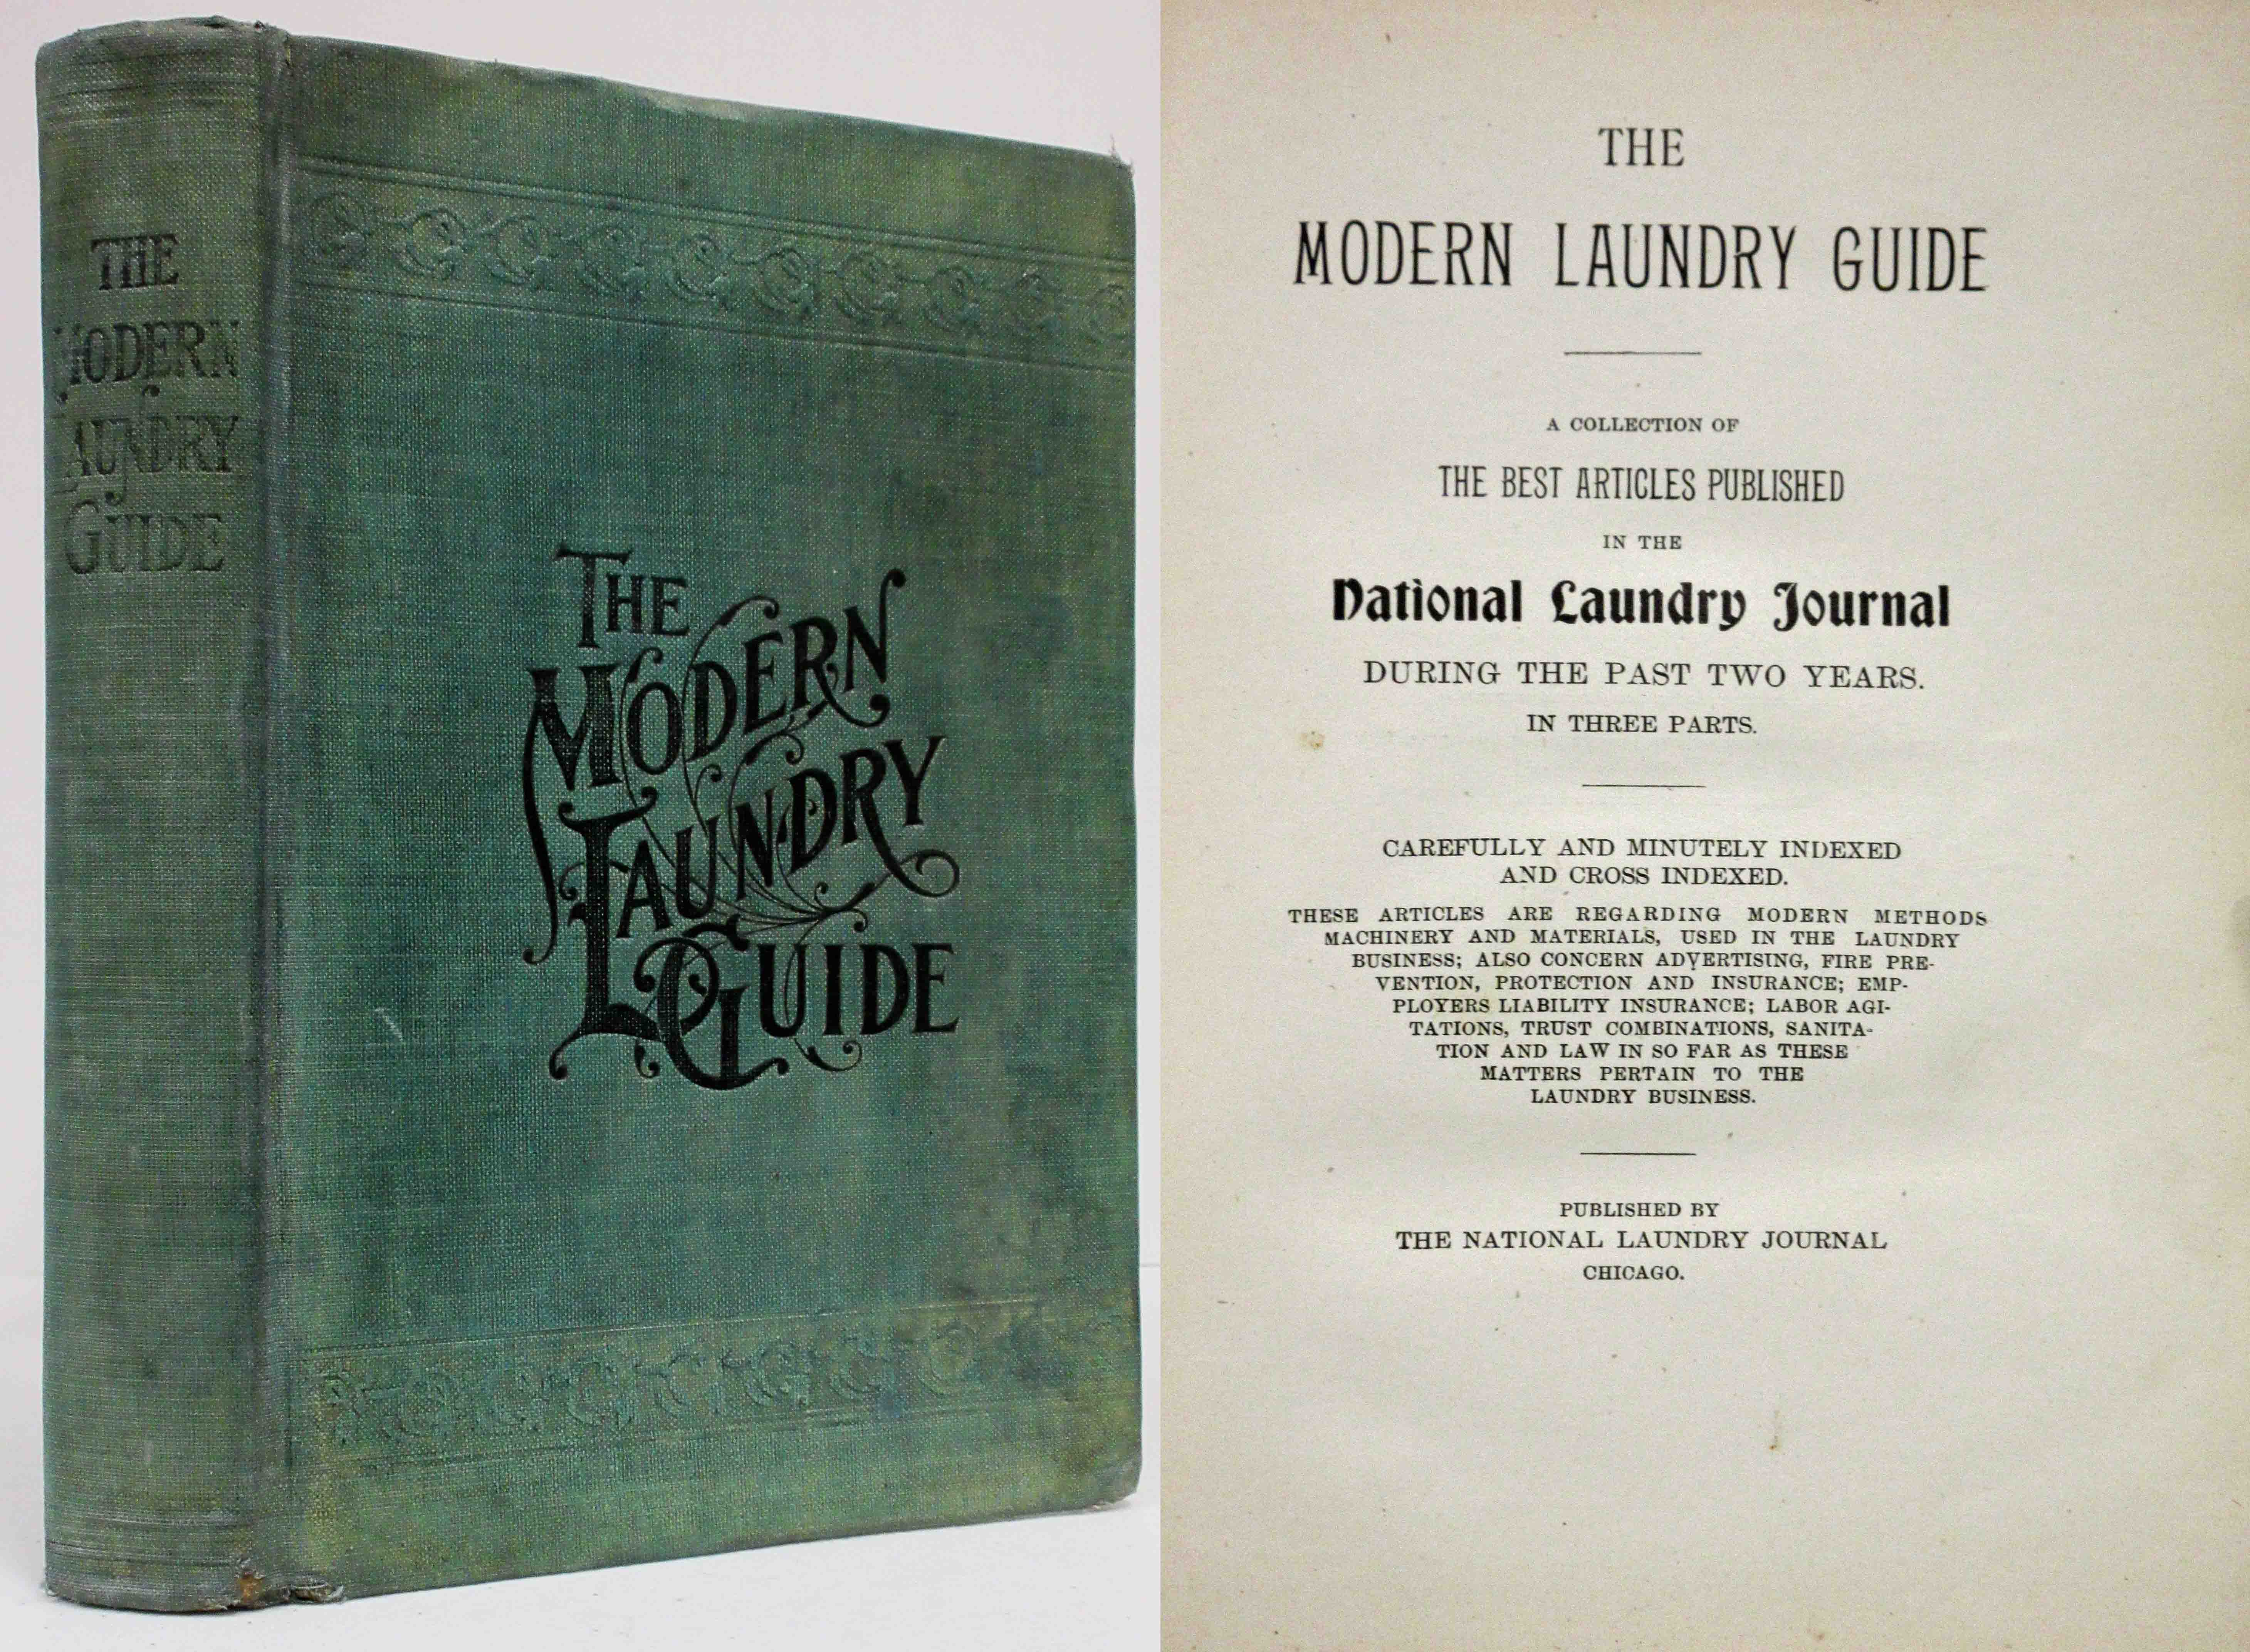 THE
MODERN
LAUNDRY
GUIDE
THE
MODERN
LAUNDRY
GUIDE
THE
MODERN LAUNDRY GUIDE
A COLLECTION OF
THE BEST ARTICLES PUBLISHED
IN THE
National Laundry Journal
DURING THE PAST TWO YEARS.
IN THREE PARTS.
CAREFULLY AND MINUTELY INDEXED
AND CROSS INDEXED.
THESE ARTICLES ARE REGARDING MODERN METHODS
MACHINERY AND MATERIALS, USED IN THE LAUNDRY
BUSINESS; ALSO CONCERN ADVERTISING, FIRE PRE-
VENTION, PROTECTION AND INSURANCE; EMP-
PLOYERS LIABILITY INSURANCE; LABOR AGI-
TATIONS, TRUST COMBINATIONS, SANITA-
TION AND LAW IN SO FAR AS THESE
MATTERS PERTAIN TO THE
LAUNDRY BUSINESS.
PUBLISHED BY
THE NATIONAL LAUNDRY JOURNAL
CHICAGO.